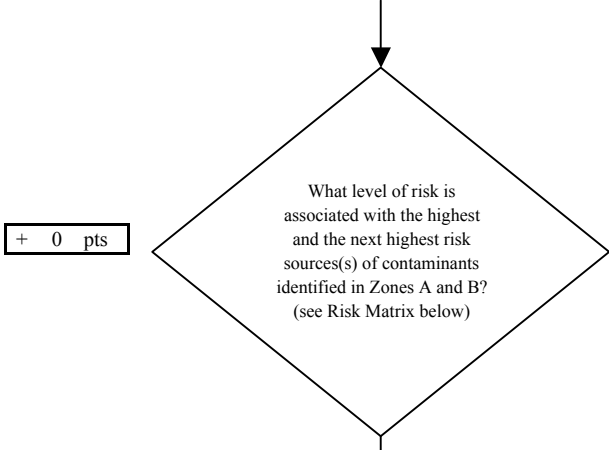 What level of risk is
associated with the highest
and the next highest risk
sources(s) of contaminants
identified in Zones A and B?
(see Risk Matrix below)
+ 0 pts